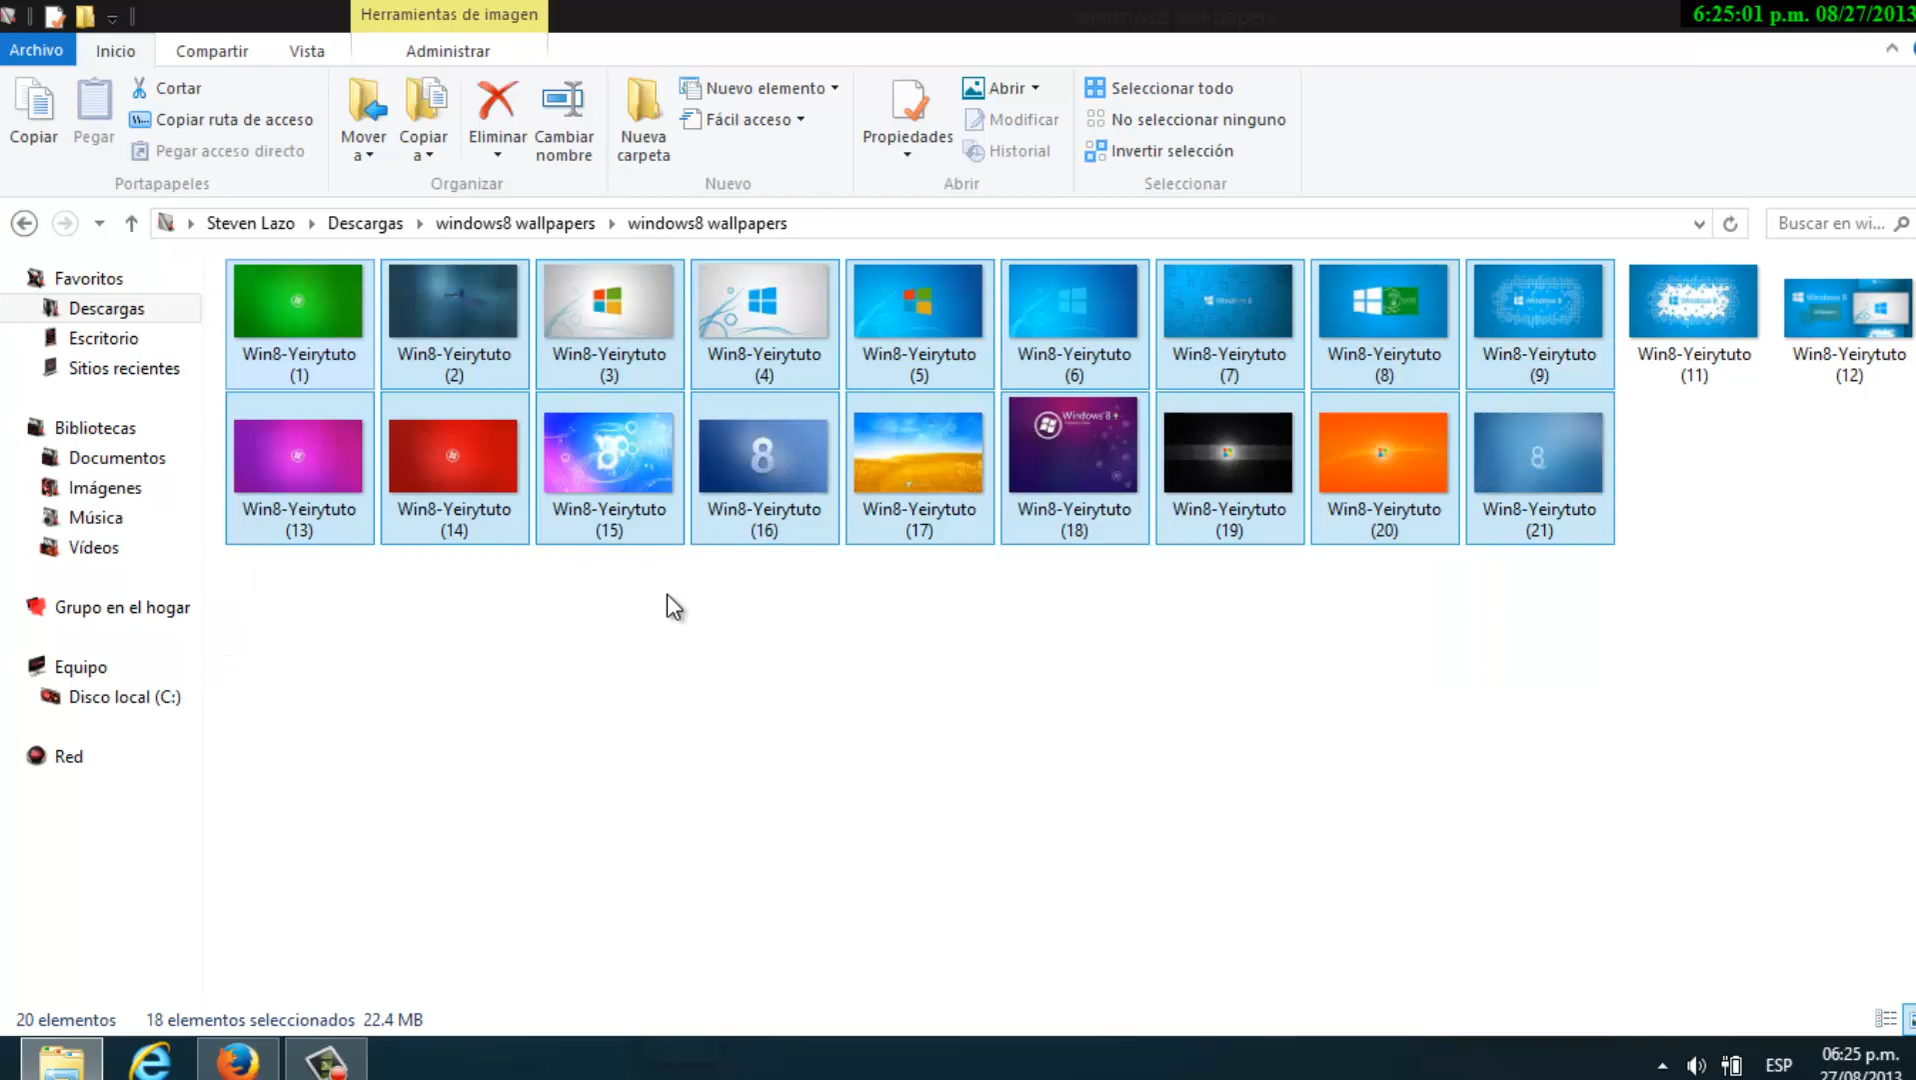 Herramientas de imagen
6:25:01 p.m. 08/27/2013
Archivo
Inicio
Compartir
Vista
Administrar
Copiar
Pegar
Cortar
Copiar ruta de acceso
Pegar acceso directo
Portapapeles
Mover a
Copiar a
Eliminar
Cambiar nombre
Organizar
Nueva carpeta
Nuevo elemento
Fácil acceso
Nuevo
Propiedades
Abrir
Modificar
Historial
Abrir
Seleccionar todo
No seleccionar ninguno
Invertir selección
Seleccionar
Steven Lazo
Descargas
windows8 wallpapers
windows8 wallpapers
Buscar en wi...
Favoritos
Descargas
Escritorio
Sitios recientes
Bibliotecas
Documentos
Imágenes
Música
Vídeos
Grupo en el hogar
Equipo
Disco local (C:)
Red
Win8-Yeirytuto (1)
Win8-Yeirytuto (2)
Win8-Yeirytuto (3)
Win8-Yeirytuto (4)
Win8-Yeirytuto (5)
Win8-Yeirytuto (6)
Win8-Yeirytuto (7)
Win8-Yeirytuto (8)
Win8-Yeirytuto (9)
Win8-Yeirytuto (11)
Win8-Yeirytuto (12)
Windows 8
8
8
Win8-Yeirytuto (13)
Win8-Yeirytuto (14)
Win8-Yeirytuto (15)
Win8-Yeirytuto (16)
Win8-Yeirytuto (17)
Win8-Yeirytuto (18)
Win8-Yeirytuto (19)
Win8-Yeirytuto (20)
Win8-Yeirytuto (21)
20 elementos
18 elementos seleccionados 22.4 MB
ESP
06:25 p.m.
27/08/2013